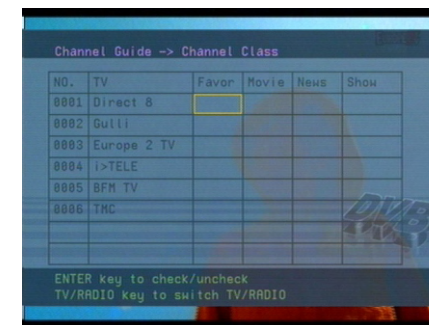 Channel Guide -> Channel Class
NO. TV Favor Movie News Show
0001 Direct 8
0002 Gulli
0003 Europe 2 TV
0004 i>TELE
0005 BFM TV
0006 TMC
DVB
ENTER key to check/uncheck
TV/RADIO key to switch TV/RADIO